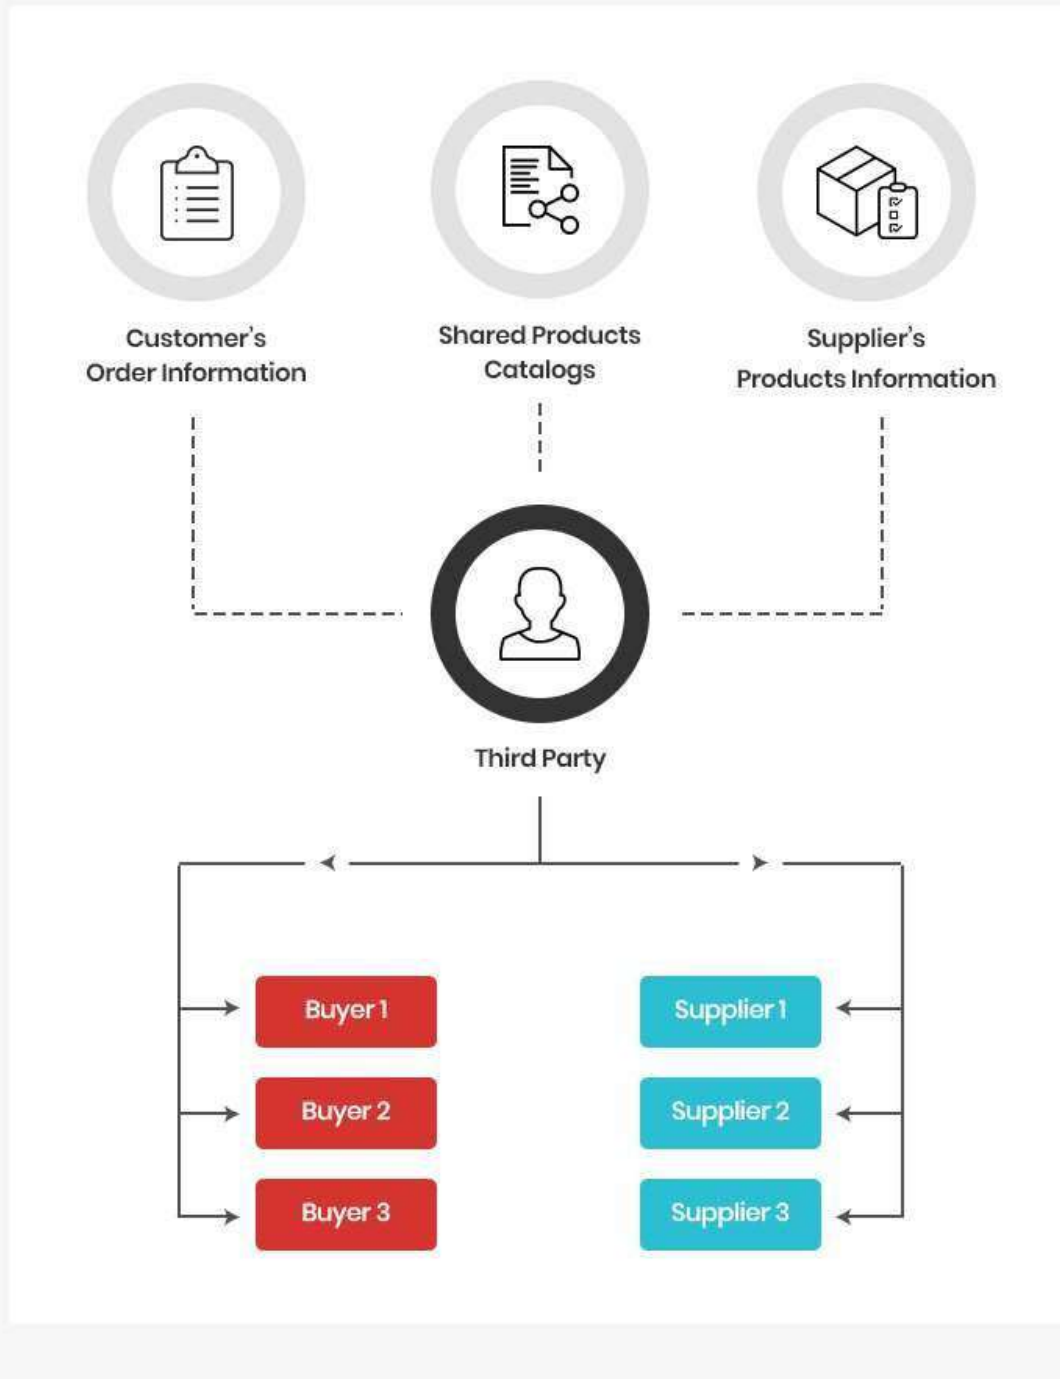 Customer's
Order Information
Shared Products
Catalogs
Supplier's
Products Information
Third Party
Buyer 1
Supplier 1
Buyer 2
Supplier 2
Buyer 3
Supplier 3